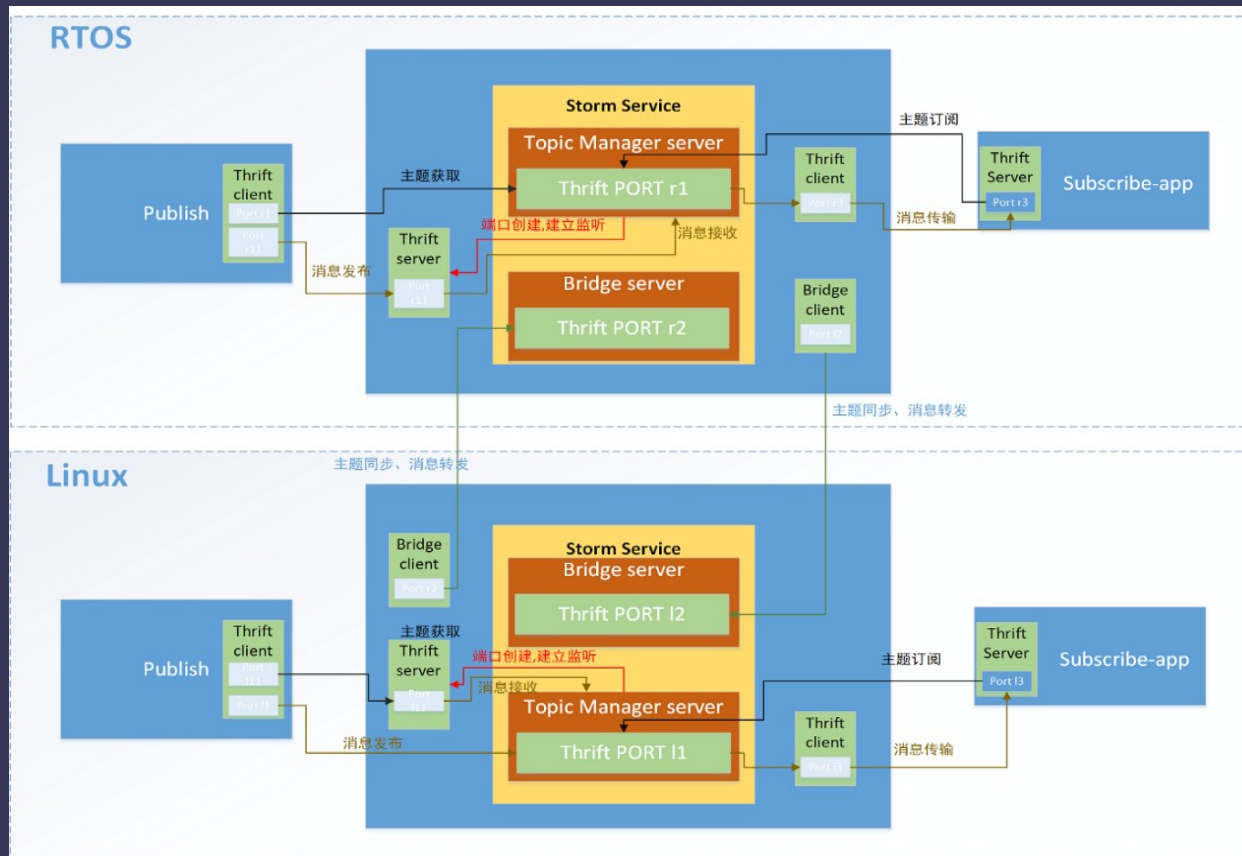 RTOS
Storm Service
Topic Manager server
Thrift PORT r1
主题订阅
Thrift
client
Port r3
Thrift
Server
Port r3
Subscribe-app
主题获取
Publish
Thrift
client
Port r1
Port
r11
端口创建,建立监听
消息接收
消息传输
消息发布
Thrift
server
Port
r11
Bridge server
Thrift PORT r2
Bridge
client
Port l2
主题同步、消息转发
Linux
主题同步、消息转发
Storm Service
Bridge server
Thrift PORT l2
Bridge
client
Port r2
主题获取
Publish
Thrift
client
Port
l11
Port l1
Thrift
server
Port
l11
端口创建,建立监听
消息接收
主题订阅
Thrift
Server
Port l3
Subscribe-app
Topic Manager server
Thrift PORT l1
消息发布
Thrift
client
Port l3
消息传输